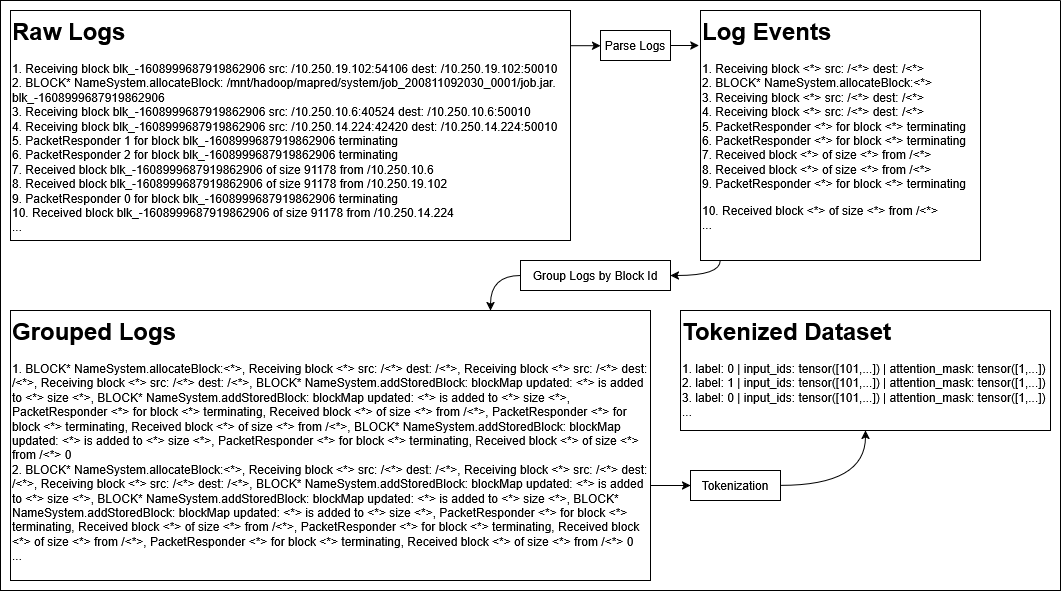 Raw Logs
1. Receiving block blk_-1608999687919862906 src: /10.250.19.102:54106 dest: /10.250.19.102:50010
2. BLOCK* NameSystem.allocateBlock: /mnt/hadoop/mapred/system/job_200811092030_0001/job.jar.
blk_-1608999687919862906
3. Receiving block blk_-1608999687919862906 src: /10.250.10.6:40524 dest: /10.250.10.6:50010
4. Receiving block blk_-1608999687919862906 src: /10.250.14.224:42420 dest: /10.250.14.224:50010
5. PacketResponder 1 for block blk_-1608999687919862906 terminating
6. PacketResponder 2 for block blk_-1608999687919862906 terminating
7. Received block blk_-1608999687919862906 of size 91178 from /10.250.10.6
8. Received block blk_-1608999687919862906 of size 91178 from /10.250.19.102
9. PacketResponder 0 for block blk_-1608999687919862906 terminating
10. Received block blk_-1608999687919862906 of size 91178 from /10.250.14.224
...
Parse Logs
Log Events
1. Receiving block <*> src: /<*> dest: /<*>
2. BLOCK* NameSystem.allocateBlock:<*>
3. Receiving block <*> src: /<*> dest: /<*>
4. Receiving block <*> src: /<*> dest: /<*>
5. PacketResponder <*> for block <*> terminating
6. PacketResponder <*> for block <*> terminating
7. Received block <*> of size <*> from /<*>
8. Received block <*> of size <*> from /<*>
9. PacketResponder <*> for block <*> terminating
10. Received block <*> of size <*> from /<*>
...
Group Logs by Block Id
Grouped Logs
1. BLOCK* NameSystem.allocateBlock:<*>, Receiving block <*> src: /<*> dest: /<*>, Receiving block <*> src: /<*> dest:
/<*>, Receiving block <*> src: /<*> dest: /<*>, BLOCK* NameSystem.addStoredBlock: blockMap updated: <*> is added
to <*> size <*>, BLOCK* NameSystem.addStoredBlock: blockMap updated: <*> is added to <*> size <*>,
PacketResponder <*> for block <*> terminating, Received block <*> of size <*> from /<*>, PacketResponder <*> for
block <*> terminating, Received block <*> of size <*> from /<*>, BLOCK* NameSystem.addStoredBlock: blockMap
updated: <*> is added to <*> size <*>, PacketResponder <*> for block <*> terminating, Received block <*> of size <*>
from /<*> 0
2. BLOCK* NameSystem.allocateBlock:<*>, Receiving block <*> src: /<*> dest: /<*>, Receiving block <*> src: /<*> dest:
/<*>, Receiving block <*> src: /<*> dest: /<*>, BLOCK* NameSystem.addStoredBlock: blockMap updated: <*> is added
to <*> size <*>, BLOCK* NameSystem.addStoredBlock: blockMap updated: <*> is added to <*> size <*>, BLOCK*
NameSystem.addStoredBlock: blockMap updated: <*> is added to <*> size <*>, PacketResponder <*> for block <*>
terminating, Received block <*> of size <*> from /<*>, PacketResponder <*> for block <*> terminating, Received block
<*> of size <*> from /<*>, PacketResponder <*> for block <*> terminating, Received block <*> of size <*> from /<*> 0
...
Tokenization
Tokenized Dataset
1. label: 0 | input_ids: tensor([101,...]) | attention_mask: tensor([1,...])
2. label: 1 | input_ids: tensor([101,...]) | attention_mask: tensor([1,...])
3. label: 0 | input_ids: tensor([101,...]) | attention_mask: tensor([1,...])
...